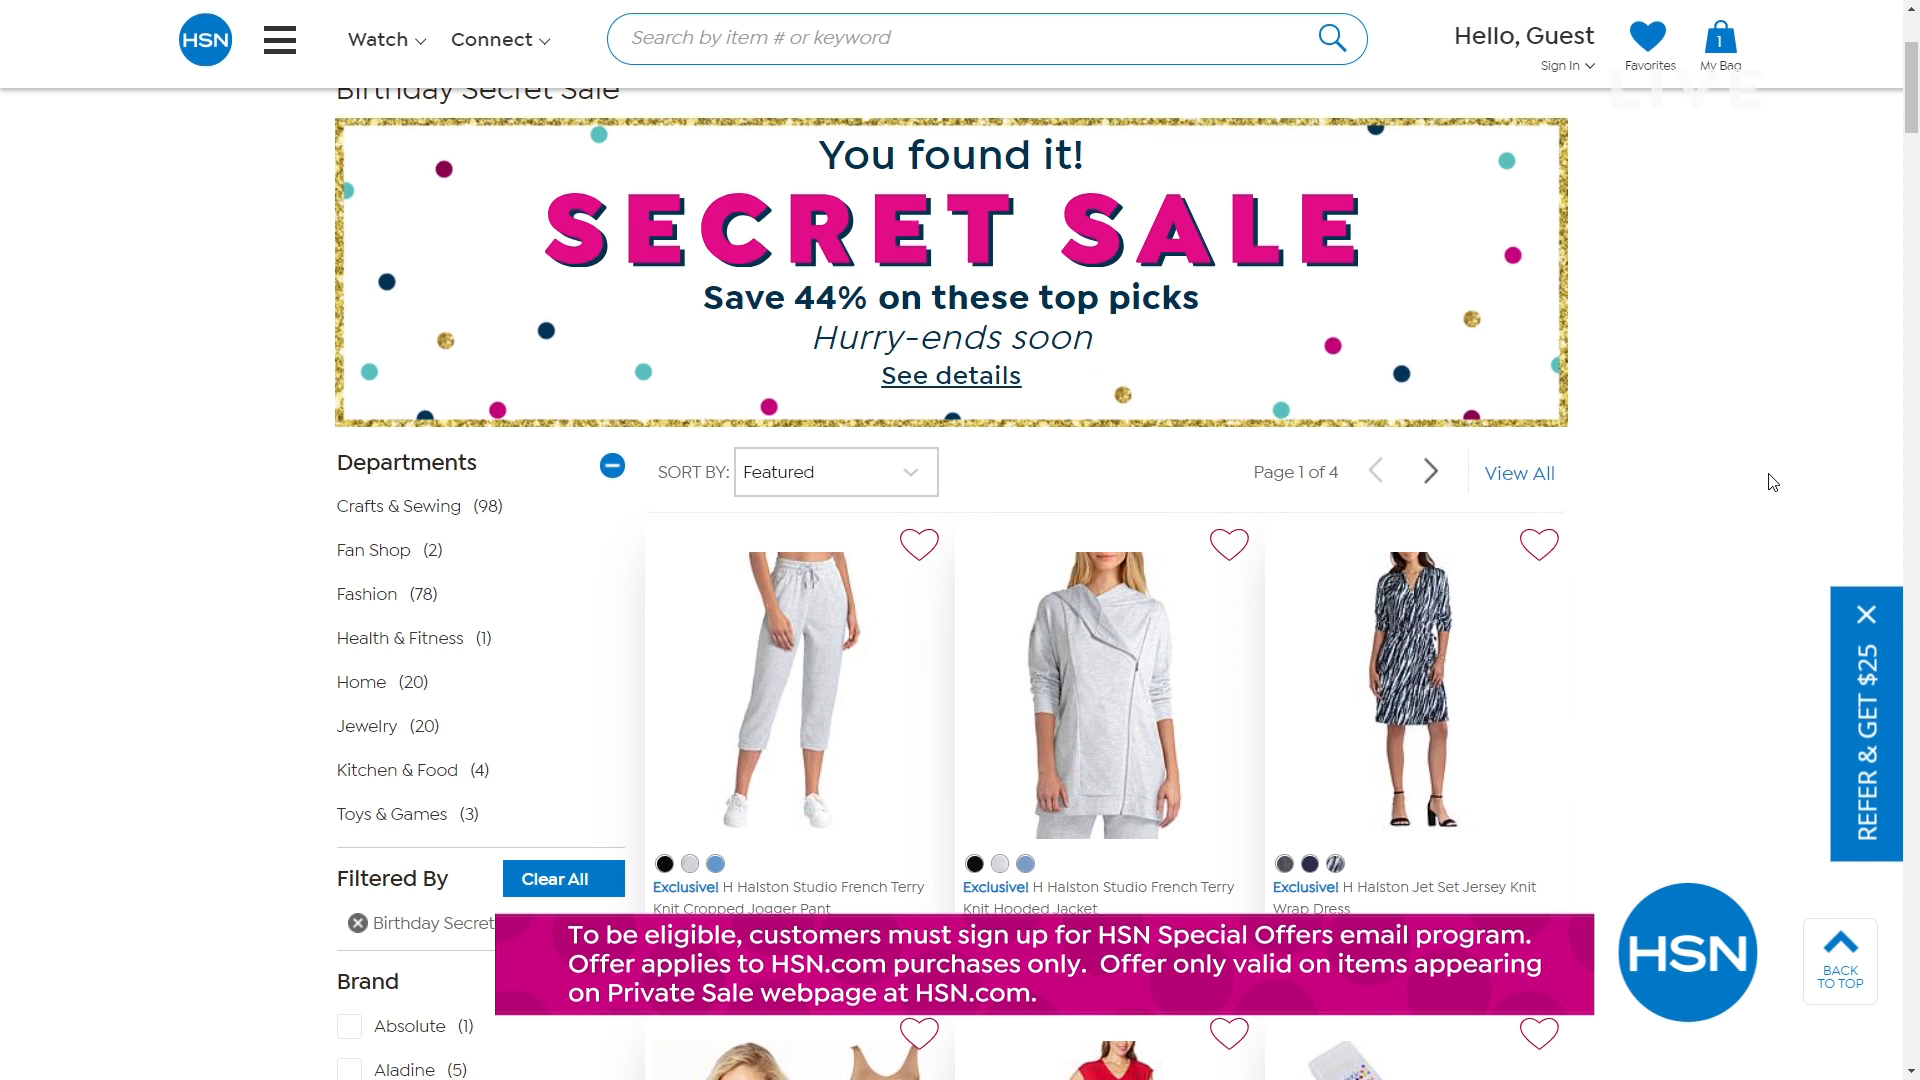 HSN
Watch
Connect
Search by item # or keyword
Hello, Guest
Sign In
Favorites
1
My Bag
LIVE
Birthday Secret Sale
You found it!
SECRET SALE
Save 44% on these top picks
Hurry-ends soon
See details
Departments
Crafts & Sewing (98)
Fan Shop (2)
Fashion (78)
Health & Fitness (1)
Home (20)
Jewelry (20)
Kitchen & Food (4)
Toys & Games (3)
Filtered By
Clear All
Birthday Secret
Brand
Absolute (1)
Aladine (5)
SORT BY: Featured
Page 1 of 4
View All
Exclusive! H Halston Studio French Terry
Knit Cropped Jogger Pant
Exclusive! H Halston Studio French Terry
Knit Hooded Jacket
Exclusive! H Halston Jet Set Jersey Knit
Wrap Dress
REFER & GET $25
To be eligible, customers must sign up for HSN Special Offers email program.
Offer applies to HSN.com purchases only. Offer only valid on items appearing
on Private Sale webpage at HSN.com.
HSN
BACK
TO TOP